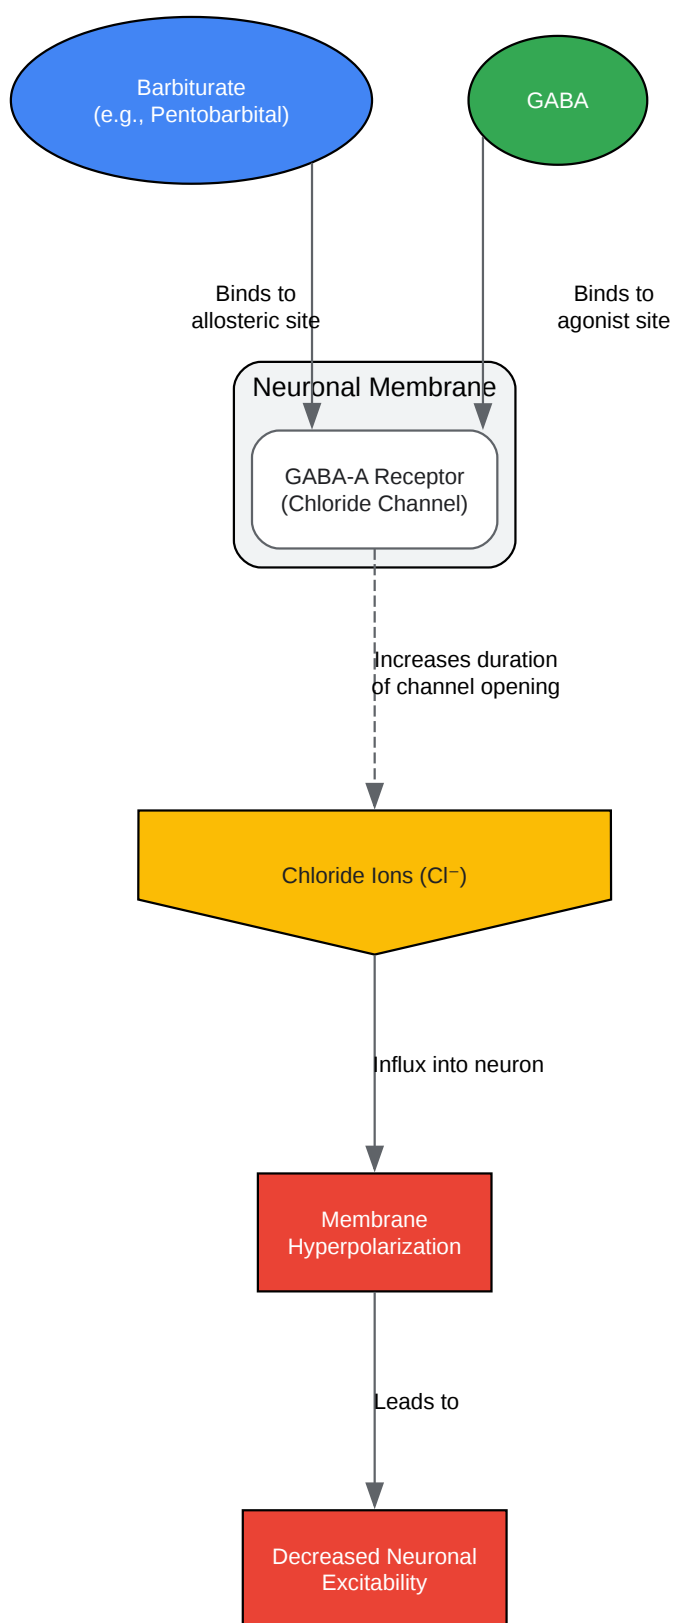 Barbiturate
(e.g., Pentobarbital)
GABA
Binds to
allosteric site
Binds to
agonist site
Neuronal Membrane
GABA-A Receptor
(Chloride Channel)
Increases duration
of channel opening
Chloride Ions (Cl⁻)
Influx into neuron
Membrane
Hyperpolarization
Leads to
Decreased Neuronal
Excitability